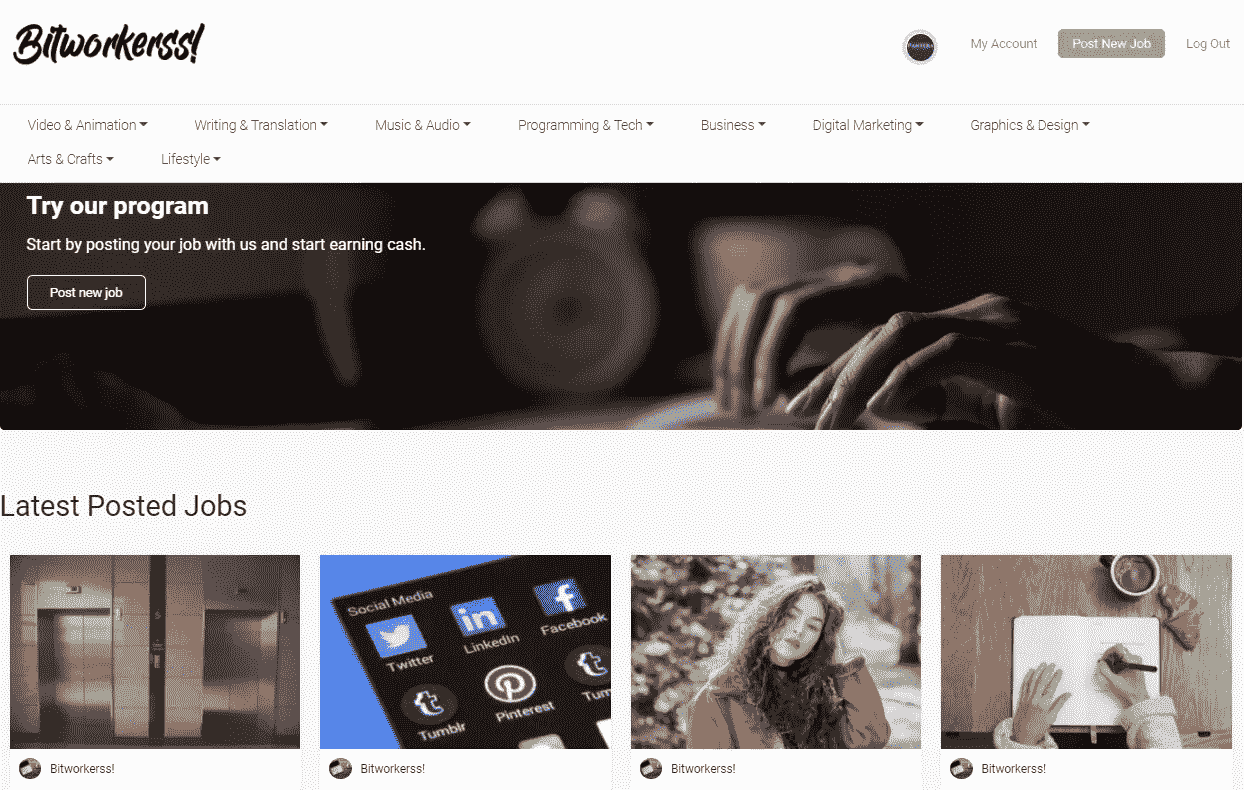 Bitworkerss!
PANTERA
My Account
Post New Job
Log Out
Video & Animation
Writing & Translation
Music & Audio
Programming & Tech
Business
Digital Marketing
Graphics & Design
Arts & Crafts
Lifestyle
Try our program
Start by posting your job with us and start earning cash.
Post new job
Latest Posted Jobs
Social Media
Twitter
LinkedIn
Facebook
Tumblr
Pinterest
Tum
Bitworkerss!
Bitworkerss!
Bitworkerss!
Bitworkerss!